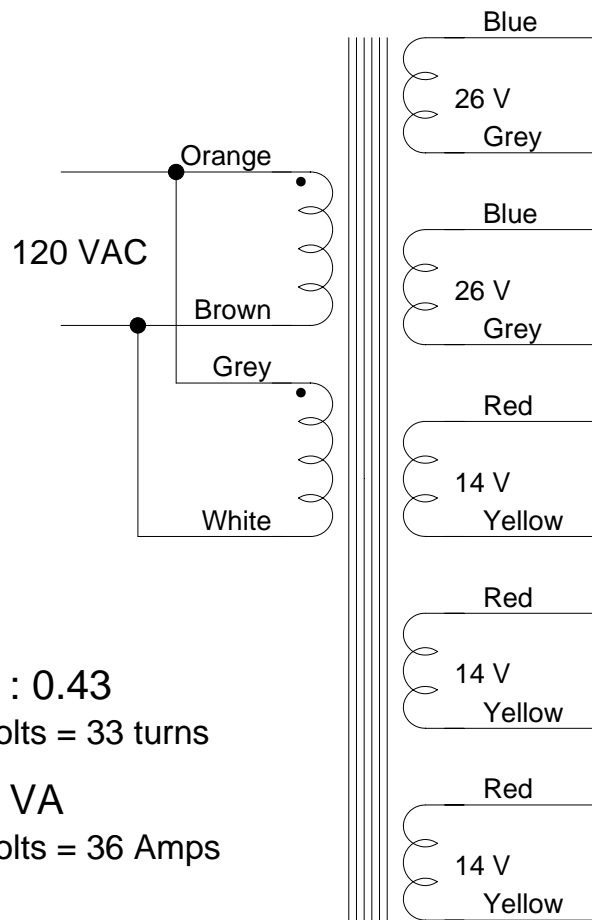 Blue
26 V
Grey
Orange
120 VAC
Brown
Blue
26 V
Grey
Grey
White
Red
14 V
Yellow
Red
14 V
Yellow
: 0.43
olts = 33 turns
VA
olts = 36 Amps
Red
14 V
Yellow